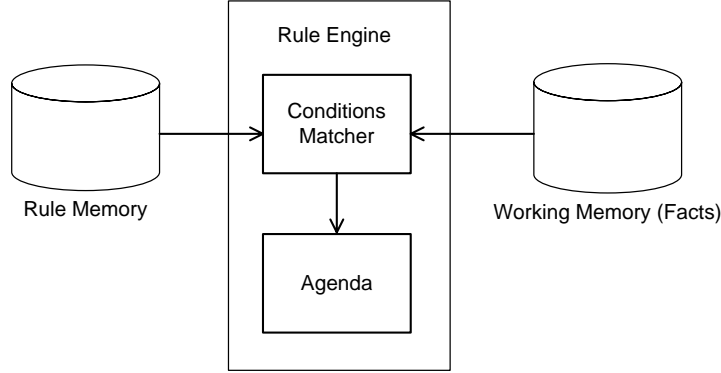 Rule Engine
Conditions
Matcher
Rule Memory
Working Memory (Facts)
Agenda